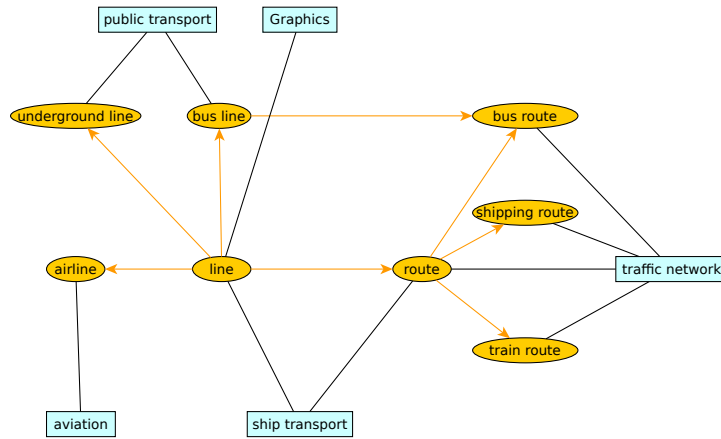 public transport
Graphics
underground line
bus line
bus route
shipping route
airline
line
route
traffic network
train route
aviation
ship transport